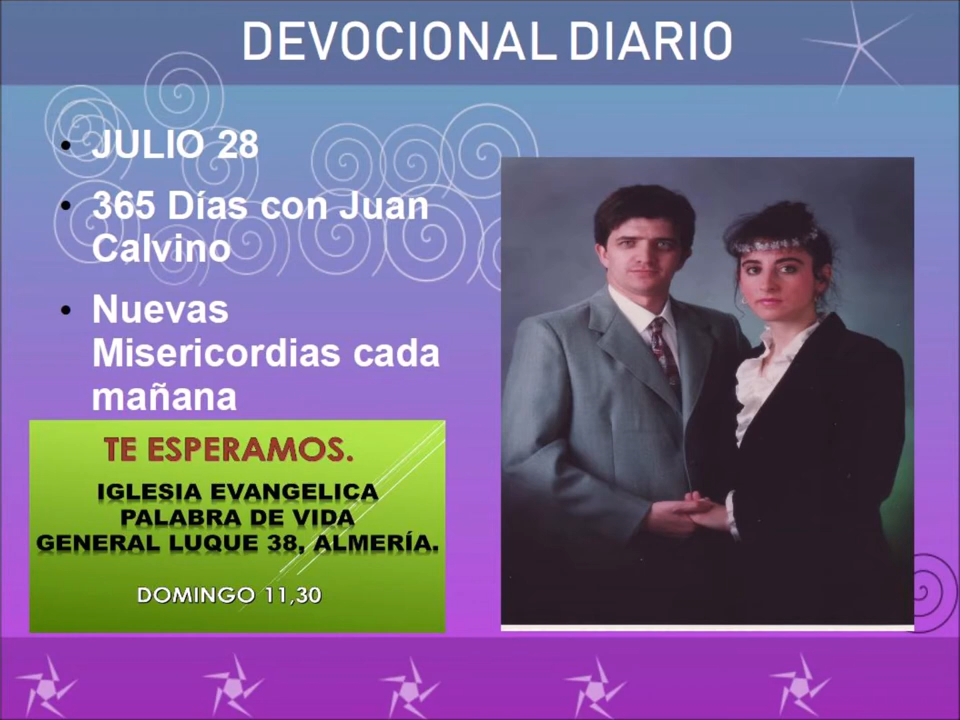 DEVOCIONAL DIARIO
• JULIO 28
• 365 Días con Juan
Calvino
• Nuevas
Misericordias cada
mañana
TE ESPERAMOS.
IGLESIA EVANGELICA
PALABRA DE VIDA
GENERAL LUQUE 38, ALMERÍA.
DOMINGO 11,30